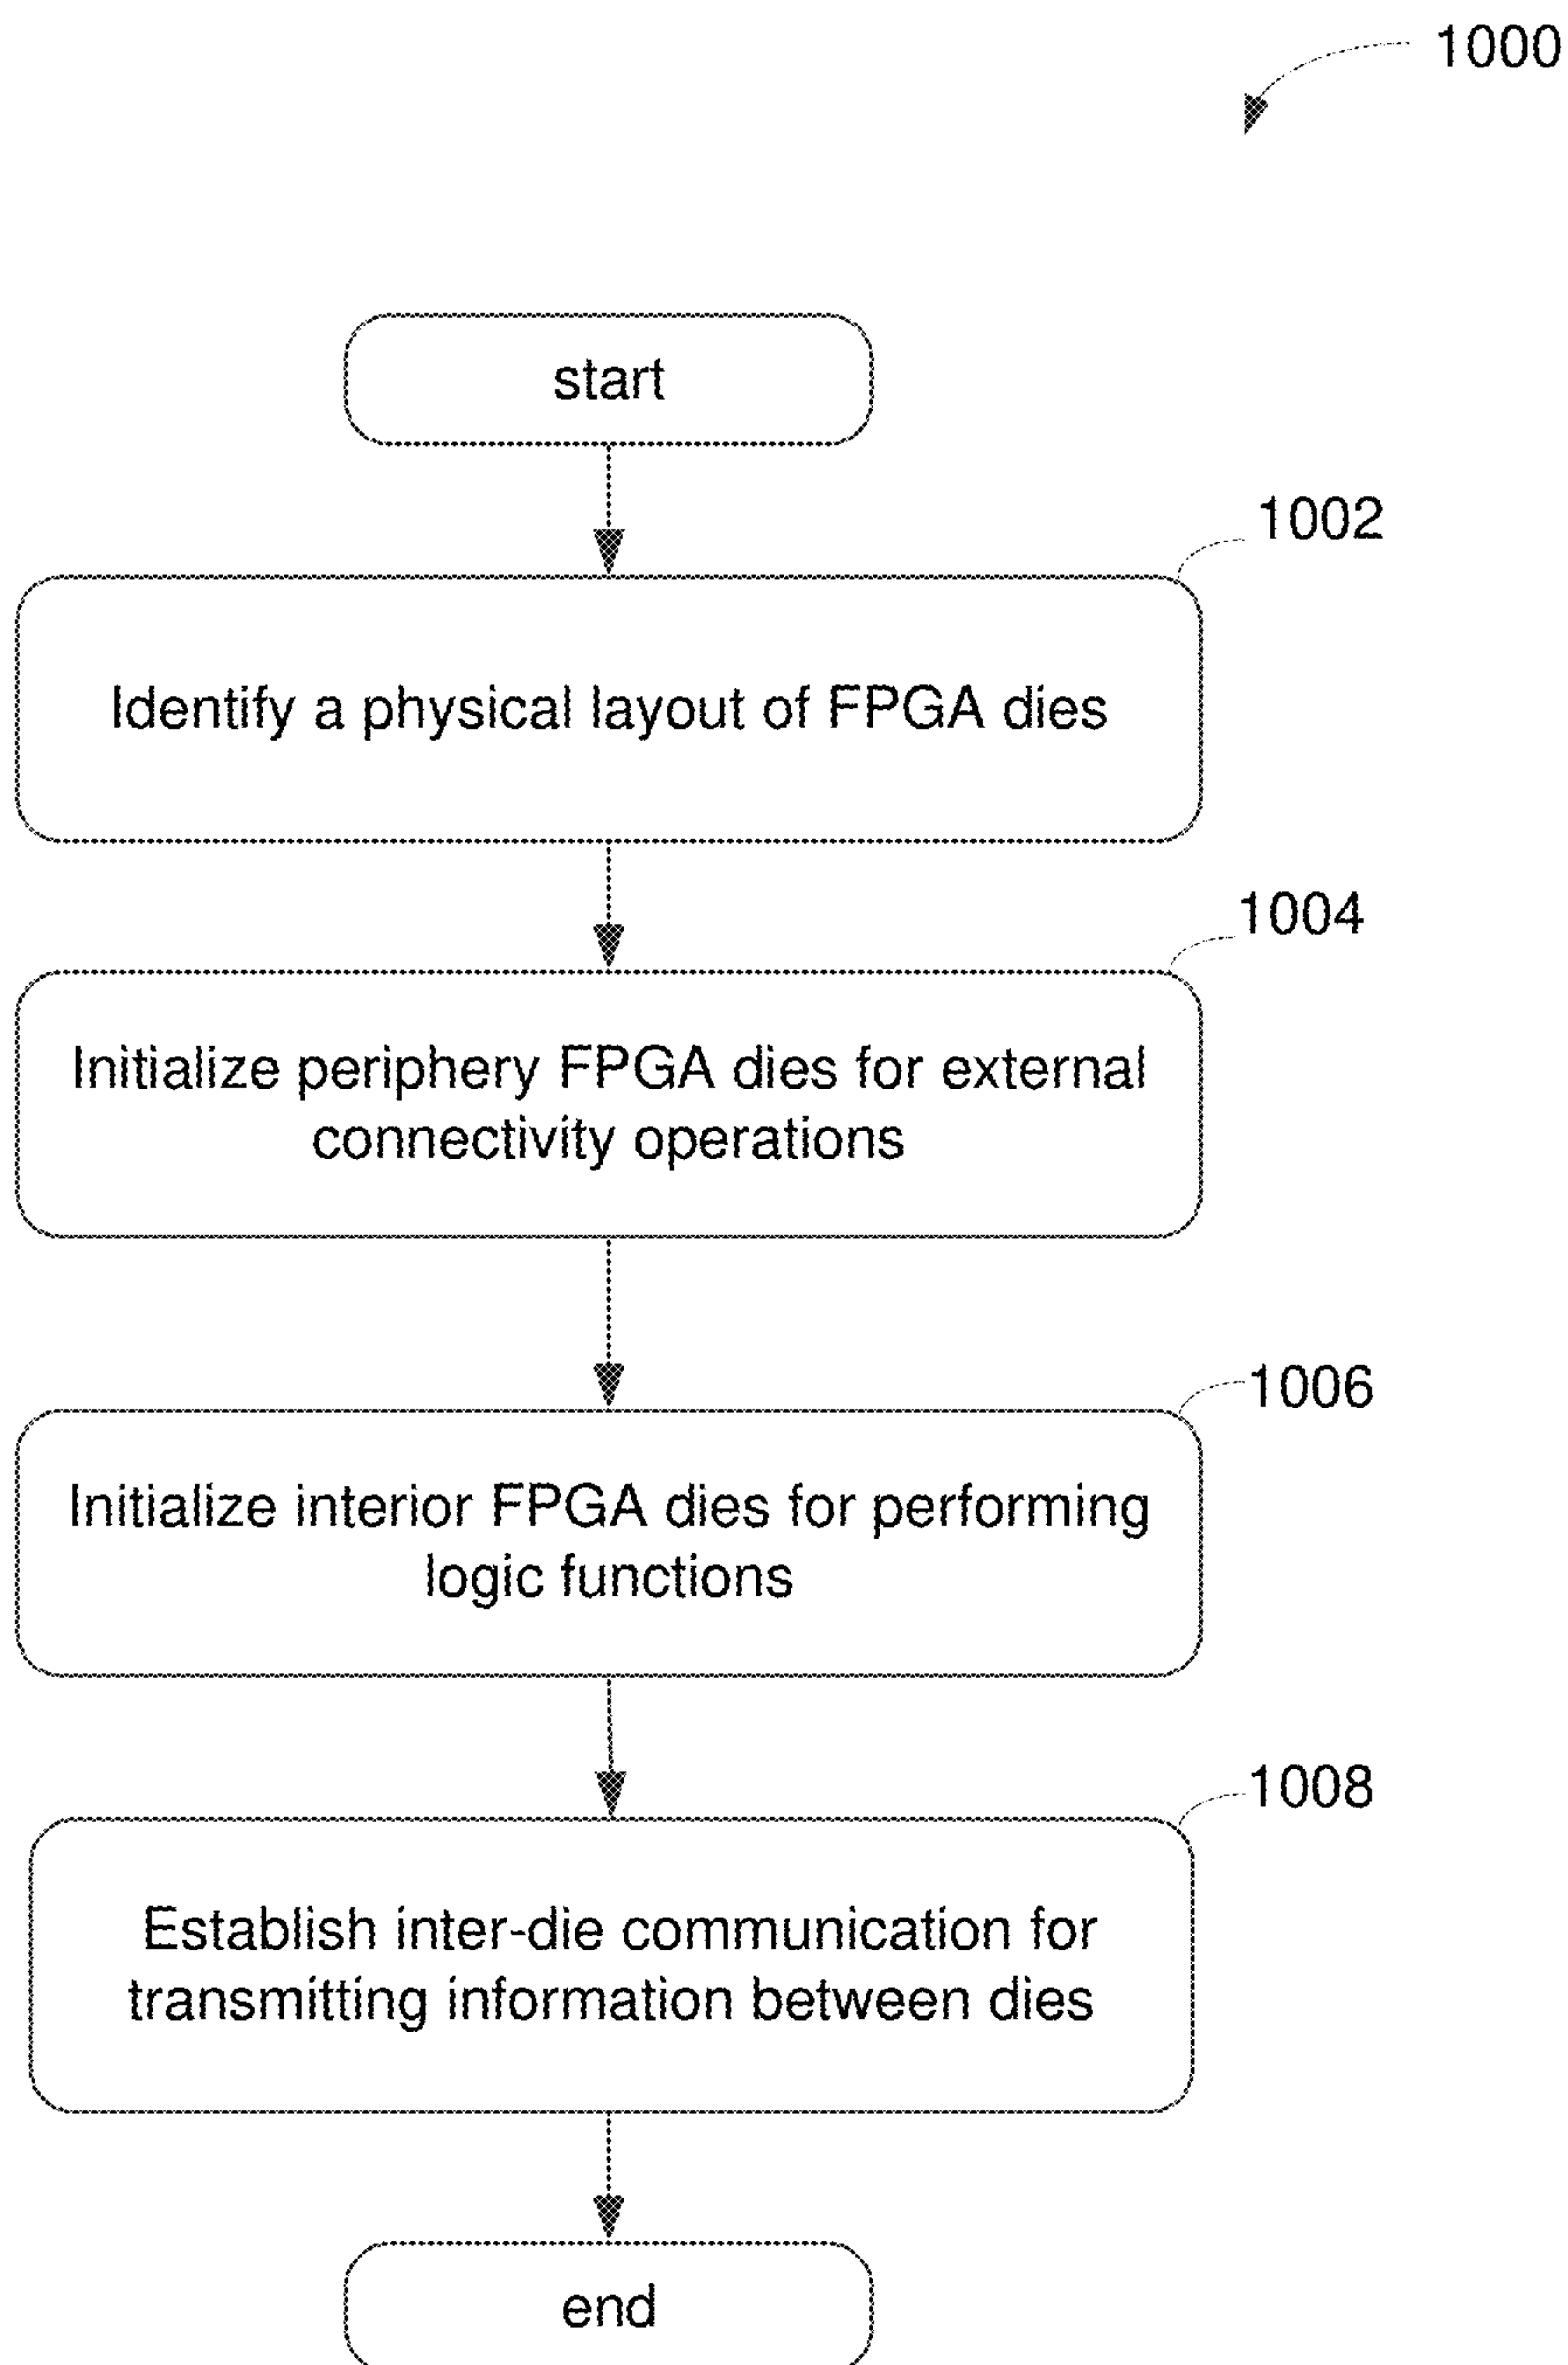 1000
start
1002
Identify a physical layout of FPGA dies
1004
Initialize periphery FPGA dies for external
connectivity operations
1006
Initialize interior FPGA dies for performing
logic functions
1008
Establish inter-die communication for
transmitting information between dies
end